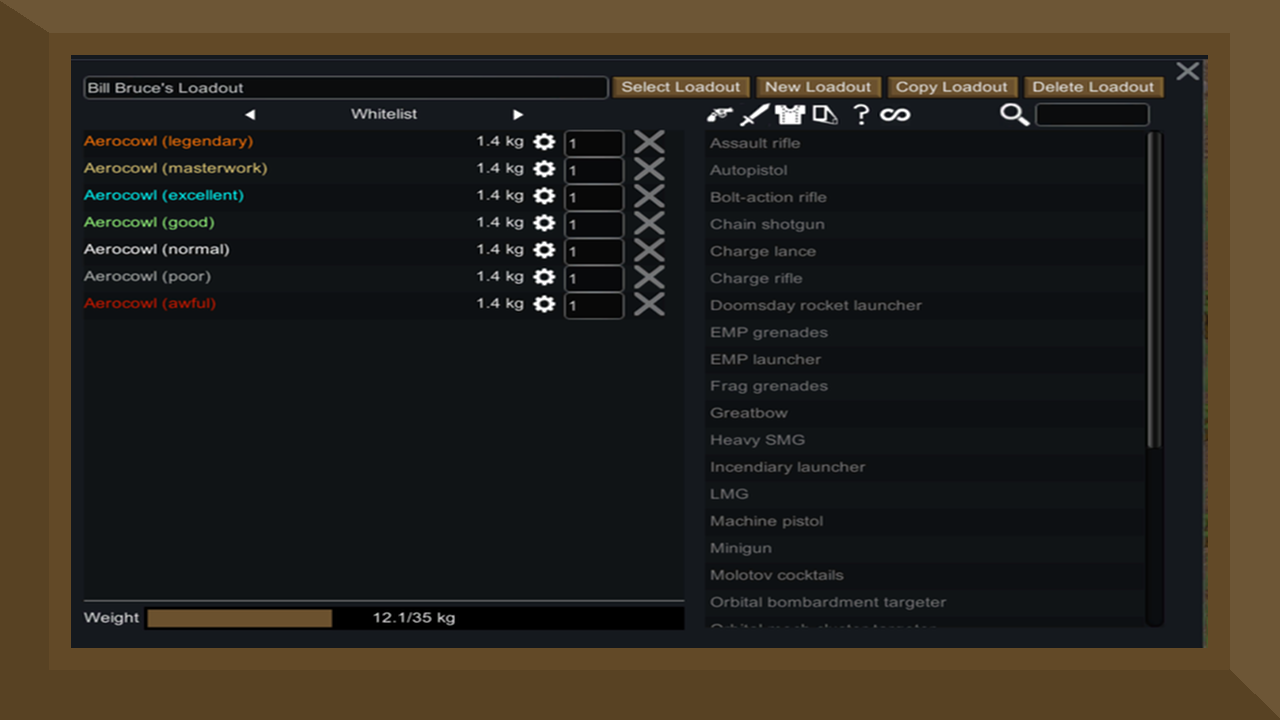 Bill Bruce's Loadout
Select Loadout
New Loadout
Copy Loadout
Delete Loadout
Whitelist
Aerocowl (legendary) 1.4 kg 1
Aerocowl (masterwork) 1.4 kg 1
Aerocowl (excellent) 1.4 kg 1
Aerocowl (good) 1.4 kg 1
Aerocowl (normal) 1.4 kg 1
Aerocowl (poor) 1.4 kg 1
Aerocowl (awful) 1.4 kg 1
Weight 12.1/35 kg
?
Assault rifle
Autopistol
Bolt-action rifle
Chain shotgun
Charge lance
Charge rifle
Doomsday rocket launcher
EMP grenades
EMP launcher
Frag grenades
Greatbow
Heavy SMG
Incendiary launcher
LMG
Machine pistol
Minigun
Molotov cocktails
Orbital bombardment targeter